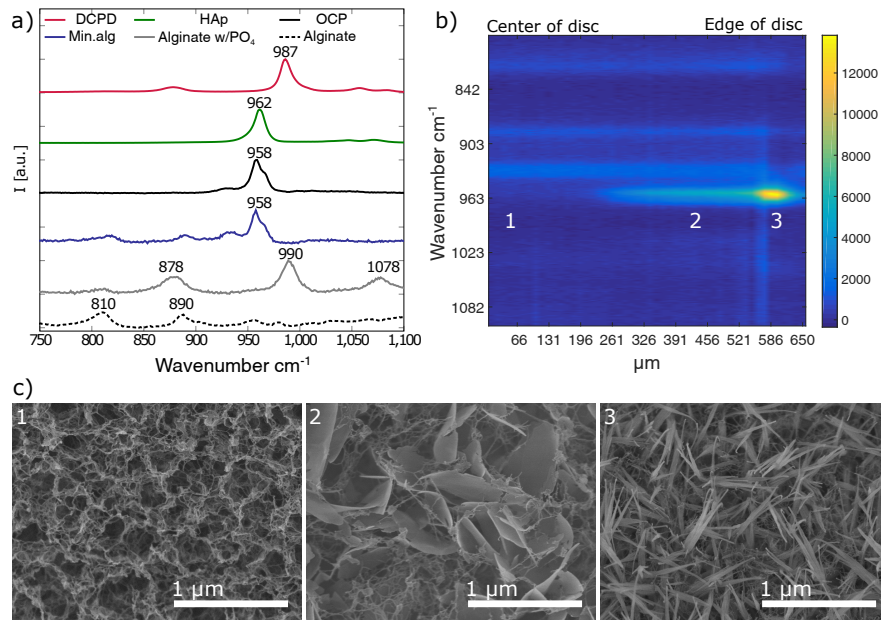 a)
DCPD HAp OCP
Min.alg Alginate w/PO₄ Alginate
987
962
958
958
878 990 1078
810 890
I [a.u.]
750 800 850 900 950 1,000 1,050 1,100
Wavenumber cm⁻¹
b)
Center of disc Edge of disc
842
903
963
1023
1082
Wavenumber cm⁻¹
1 2 3
66 131 196 261 326 391 456 521 586 650
µm
12000
10000
8000
6000
4000
2000
0
c)
1 2 3
1 µm 1 µm 1 µm